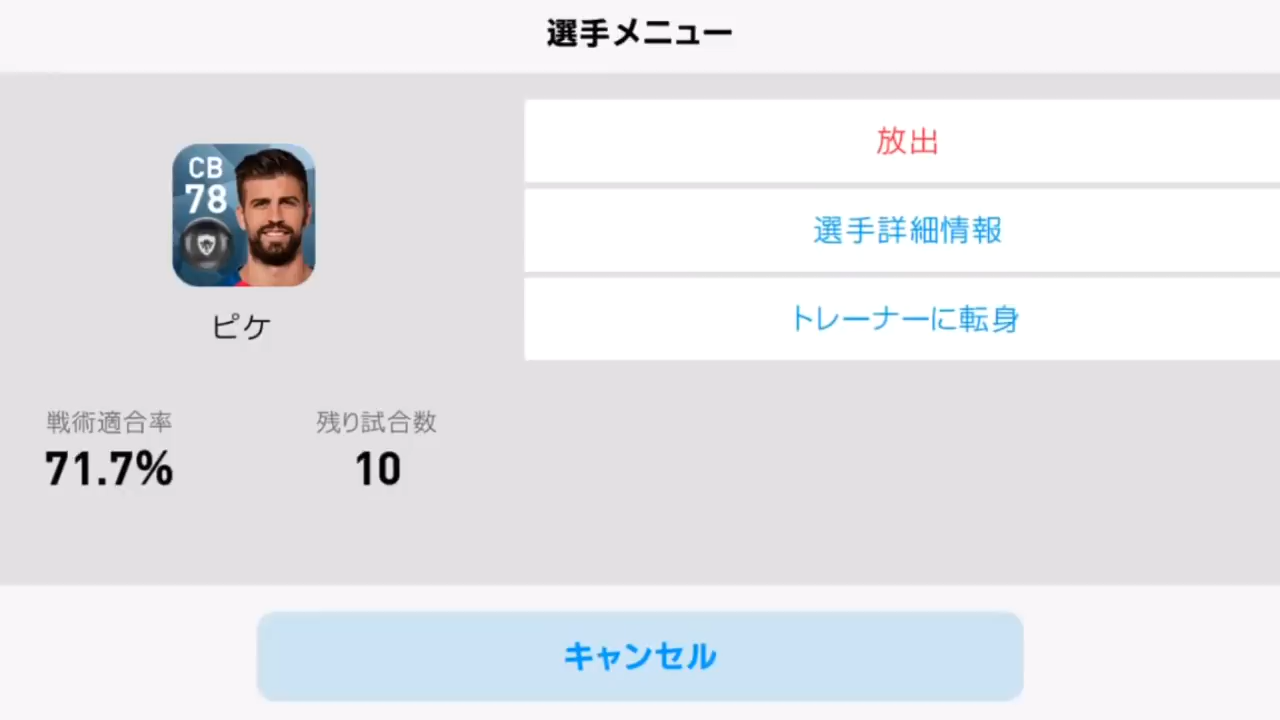 選手メニュー
CB
78
ピケ
戦術適合率
71.7%
残り試合数
10
放出
選手詳細情報
トレーナーに転身
キャンセル